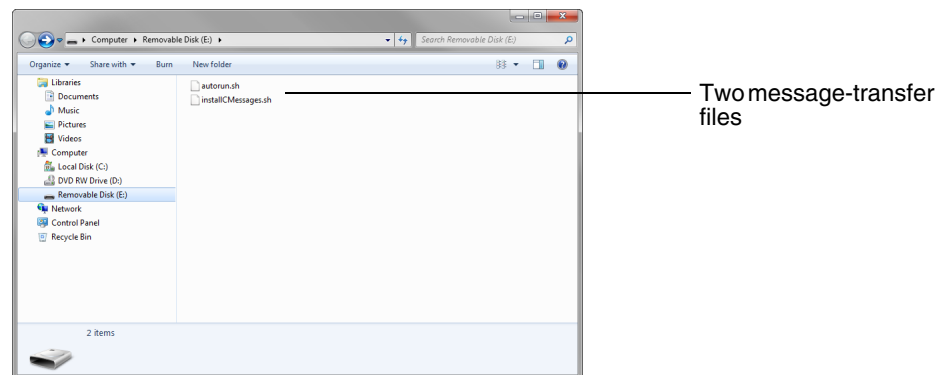 Computer Removable Disk (E:)
Search Removable Disk (E:)
Organize Share with Burn New folder
Libraries
Documents
Music
Pictures
Videos
Computer
Local Disk (C:)
DVD RW Drive (D:)
Removable Disk (E:)
Network
Control Panel
Recycle Bin
autorun.sh
installCMessages.sh
2 items
Two message-transfer
files